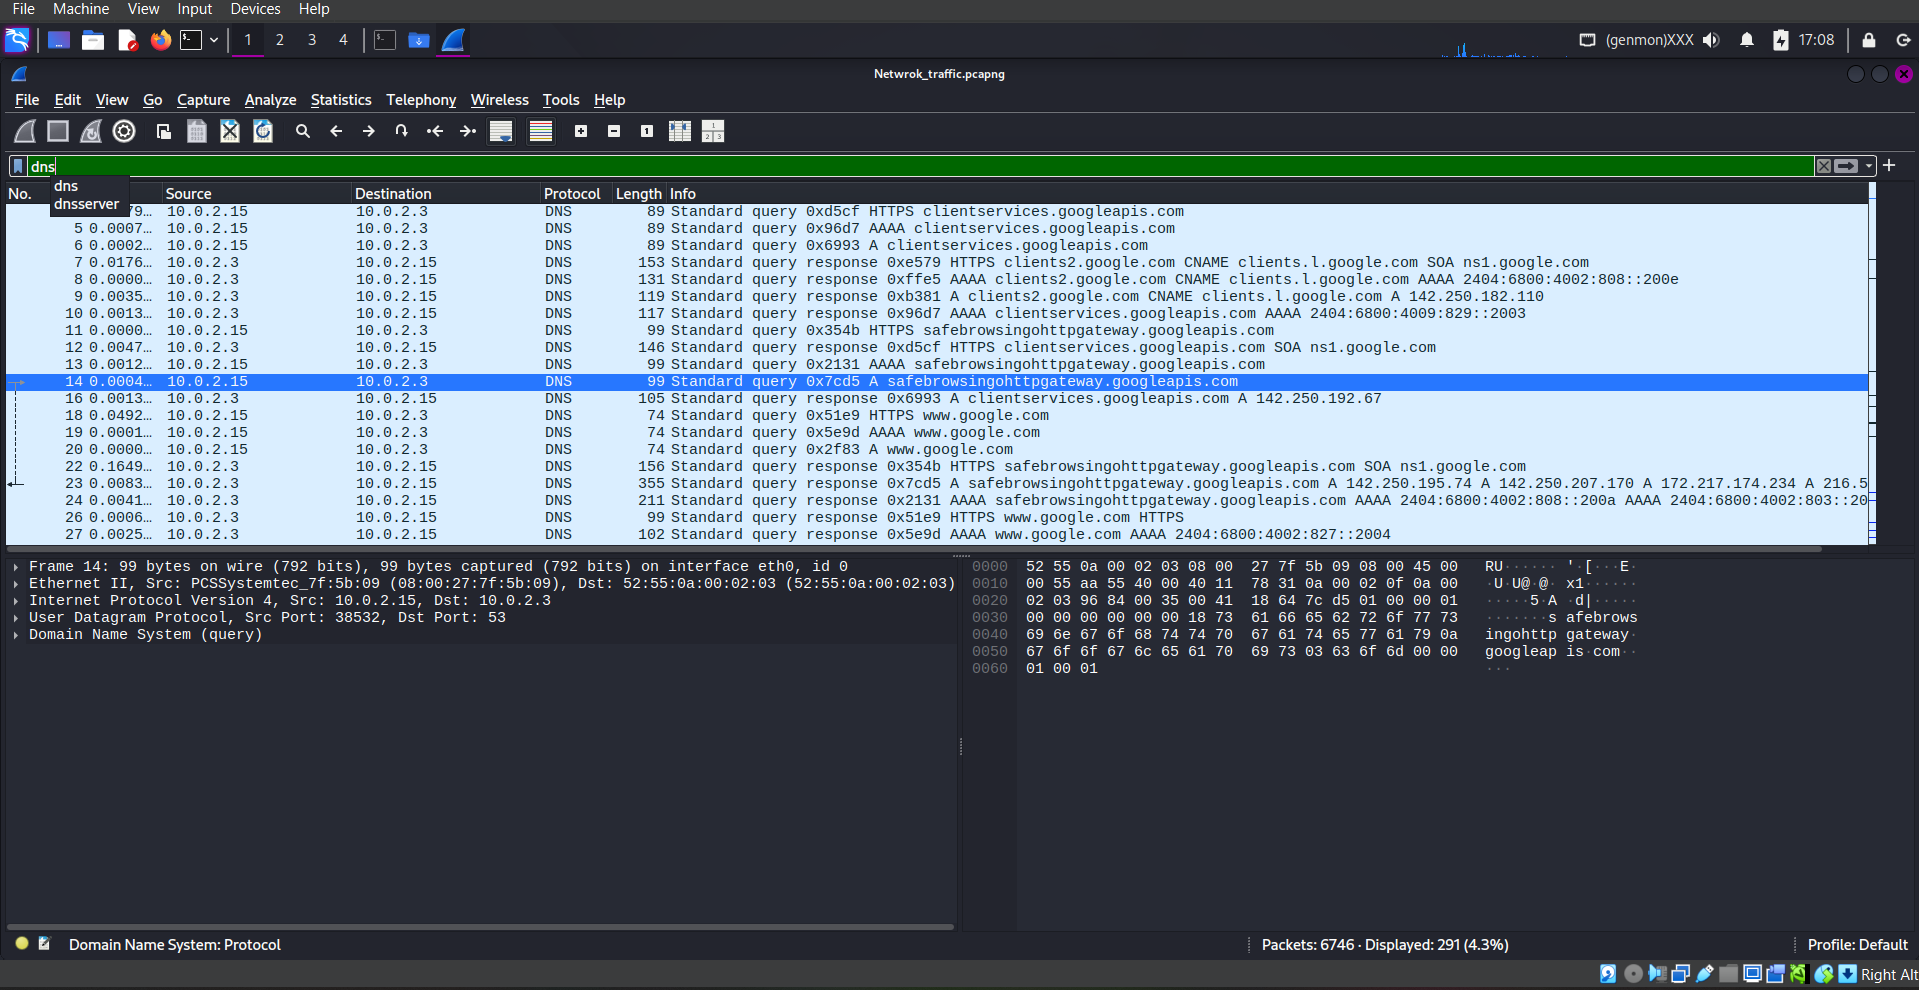 File Machine View Input Devices Help
1 2 3 4 (genmon)XXX 17:08
Netwrok_traffic.pcapng
File Edit View Go Capture Analyze Statistics Telephony Wireless Tools Help
dns
dns
dnsserver
No. Source Destination Protocol Length Info
79… 10.0.2.15 10.0.2.3 DNS 89 Standard query 0xd5cf HTTPS clientservices.googleapis.com
5 0.0007… 10.0.2.15 10.0.2.3 DNS 89 Standard query 0x96d7 AAAA clientservices.googleapis.com
6 0.0002… 10.0.2.15 10.0.2.3 DNS 89 Standard query 0x6993 A clientservices.googleapis.com
7 0.0176… 10.0.2.3 10.0.2.15 DNS 153 Standard query response 0xe579 HTTPS clients2.google.com CNAME clients.l.google.com SOA ns1.google.com
8 0.0000… 10.0.2.3 10.0.2.15 DNS 131 Standard query response 0xffe5 AAAA clients2.google.com CNAME clients.l.google.com AAAA 2404:6800:4002:808::200e
9 0.0035… 10.0.2.3 10.0.2.15 DNS 119 Standard query response 0xb381 A clients2.google.com CNAME clients.l.google.com A 142.250.182.110
10 0.0013… 10.0.2.3 10.0.2.15 DNS 117 Standard query response 0x96d7 AAAA clientservices.googleapis.com AAAA 2404:6800:4009:829::2003
11 0.0000… 10.0.2.15 10.0.2.3 DNS 99 Standard query 0x354b HTTPS safebrowsingohttpgateway.googleapis.com
12 0.0047… 10.0.2.3 10.0.2.15 DNS 146 Standard query response 0xd5cf HTTPS clientservices.googleapis.com SOA ns1.google.com
13 0.0012… 10.0.2.15 10.0.2.3 DNS 99 Standard query 0x2131 AAAA safebrowsingohttpgateway.googleapis.com
14 0.0004… 10.0.2.15 10.0.2.3 DNS 99 Standard query 0x7cd5 A safebrowsingohttpgateway.googleapis.com
16 0.0013… 10.0.2.3 10.0.2.15 DNS 105 Standard query response 0x6993 A clientservices.googleapis.com A 142.250.192.67
18 0.0492… 10.0.2.15 10.0.2.3 DNS 74 Standard query 0x51e9 HTTPS www.google.com
19 0.0001… 10.0.2.15 10.0.2.3 DNS 74 Standard query 0x5e9d AAAA www.google.com
20 0.0000… 10.0.2.15 10.0.2.3 DNS 74 Standard query 0x2f83 A www.google.com
22 0.1649… 10.0.2.3 10.0.2.15 DNS 156 Standard query response 0x354b HTTPS safebrowsingohttpgateway.googleapis.com SOA ns1.google.com
23 0.0083… 10.0.2.3 10.0.2.15 DNS 355 Standard query response 0x7cd5 A safebrowsingohttpgateway.googleapis.com A 142.250.195.74 A 142.250.207.170 A 172.217.174.234 A 216.5
24 0.0041… 10.0.2.3 10.0.2.15 DNS 211 Standard query response 0x2131 AAAA safebrowsingohttpgateway.googleapis.com AAAA 2404:6800:4002:808::200a AAAA 2404:6800:4002:803::20
26 0.0006… 10.0.2.3 10.0.2.15 DNS 99 Standard query response 0x51e9 HTTPS www.google.com HTTPS
27 0.0025… 10.0.2.3 10.0.2.15 DNS 102 Standard query response 0x5e9d AAAA www.google.com AAAA 2404:6800:4002:827::2004
Frame 14: 99 bytes on wire (792 bits), 99 bytes captured (792 bits) on interface eth0, id 0
Ethernet II, Src: PCSSystemtec_7f:5b:09 (08:00:27:7f:5b:09), Dst: 52:55:0a:00:02:03 (52:55:0a:00:02:03)
Internet Protocol Version 4, Src: 10.0.2.15, Dst: 10.0.2.3
User Datagram Protocol, Src Port: 38532, Dst Port: 53
Domain Name System (query)
0000 52 55 0a 00 02 03 08 00 27 7f 5b 09 08 00 45 00 RU······ '·[···E·
0010 00 55 aa 55 40 00 40 11 78 31 0a 00 02 0f 0a 00 ·U·U@·@· x1······
0020 02 03 96 84 00 35 00 41 18 64 7c d5 01 00 00 01 ·····5·A ·d|·····
0030 00 00 00 00 00 00 18 73 61 66 65 62 72 6f 77 73 ·······s afebrows
0040 69 6e 67 6f 68 74 74 70 67 61 74 65 77 61 79 0a ingohttp gateway·
0050 67 6f 6f 67 6c 65 61 70 69 73 03 63 6f 6d 00 00 googleap is·com··
0060 01 00 01 ···
Domain Name System: Protocol Packets: 6746 · Displayed: 291 (4.3%) Profile: Default
Right Alt